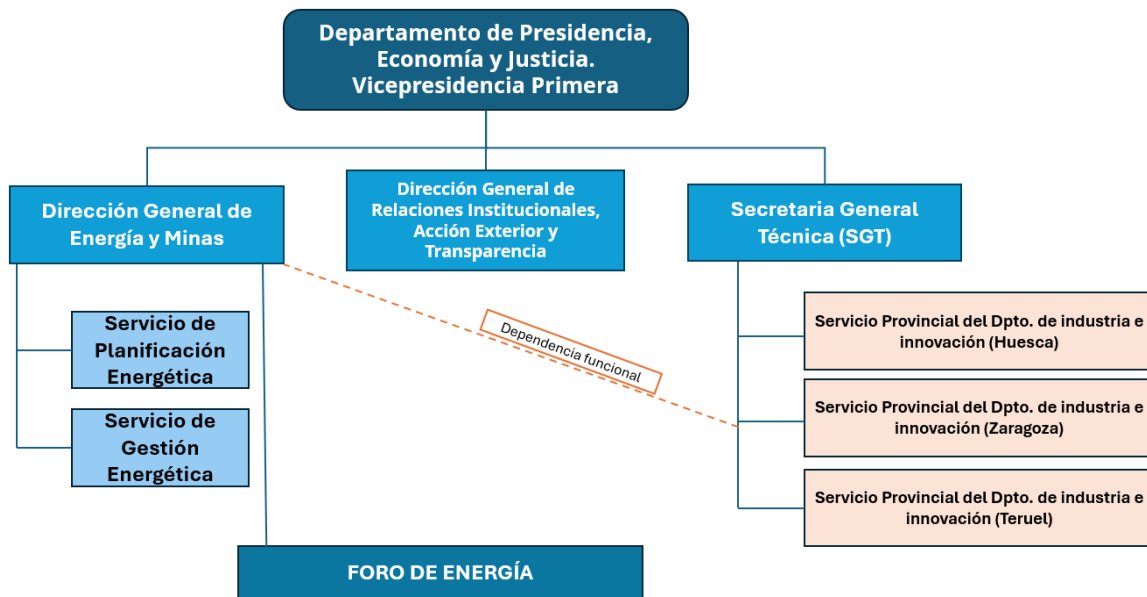 Departamento de Presidencia,
Economía y Justicia.
Vicepresidencia Primera
Dirección General de
Energía y Minas
Dirección General de
Relaciones Institucionales,
Acción Exterior y
Transparencia
Secretaria General
Técnica (SGT)
Servicio de
Planificación
Energética
Servicio de
Gestión
Energética
Dependencia funcional
Servicio Provincial del Dpto. de industria e
innovación (Huesca)
Servicio Provincial del Dpto. de industria e
innovación (Zaragoza)
Servicio Provincial del Dpto. de industria e
innovación (Teruel)
FORO DE ENERGÍA